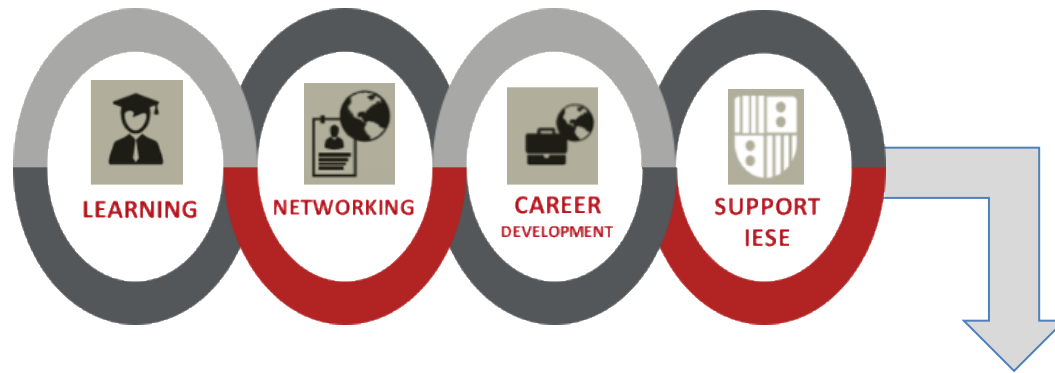 LEARNING
NETWORKING
CAREER
DEVELOPMENT
SUPPORT
IESE